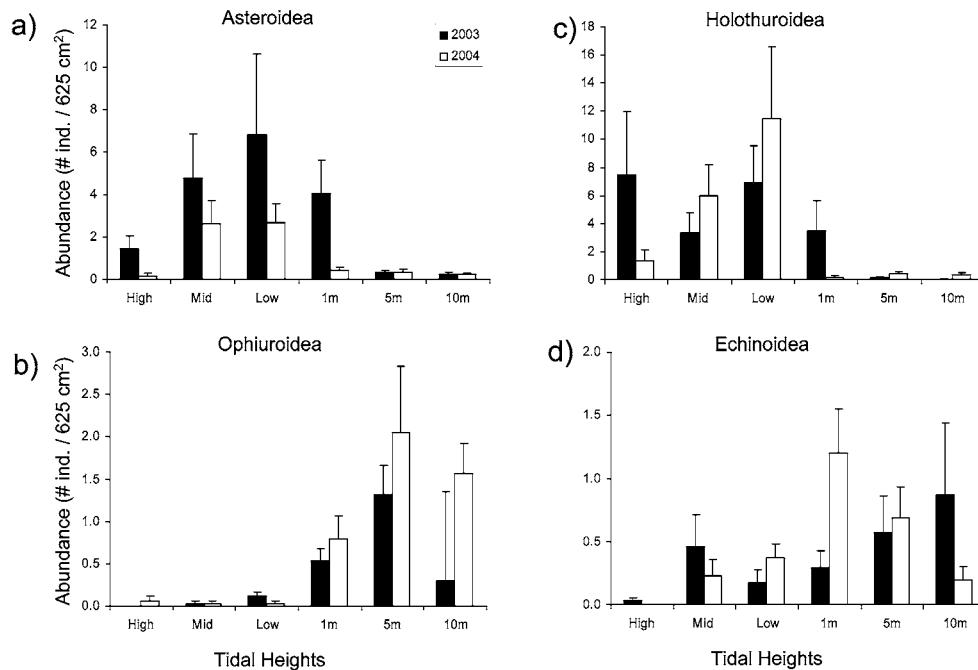 a)
Asteroidea
Abundance (# ind. / 625 cm²)
12
10
8
6
4
2
0
2003
2004
High Mid Low 1m 5m 10m
c)
Holothuroidea
18
16
14
12
10
8
6
4
2
0
High Mid Low 1m 5m 10m
b)
Ophiuroidea
Abundance (# ind. / 625 cm²)
3.0
2.5
2.0
1.5
1.0
0.5
0.0
High Mid Low 1m 5m 10m
Tidal Heights
d)
Echinoidea
2.0
1.5
1.0
0.5
0.0
High Mid Low 1m 5m 10m
Tidal Heights